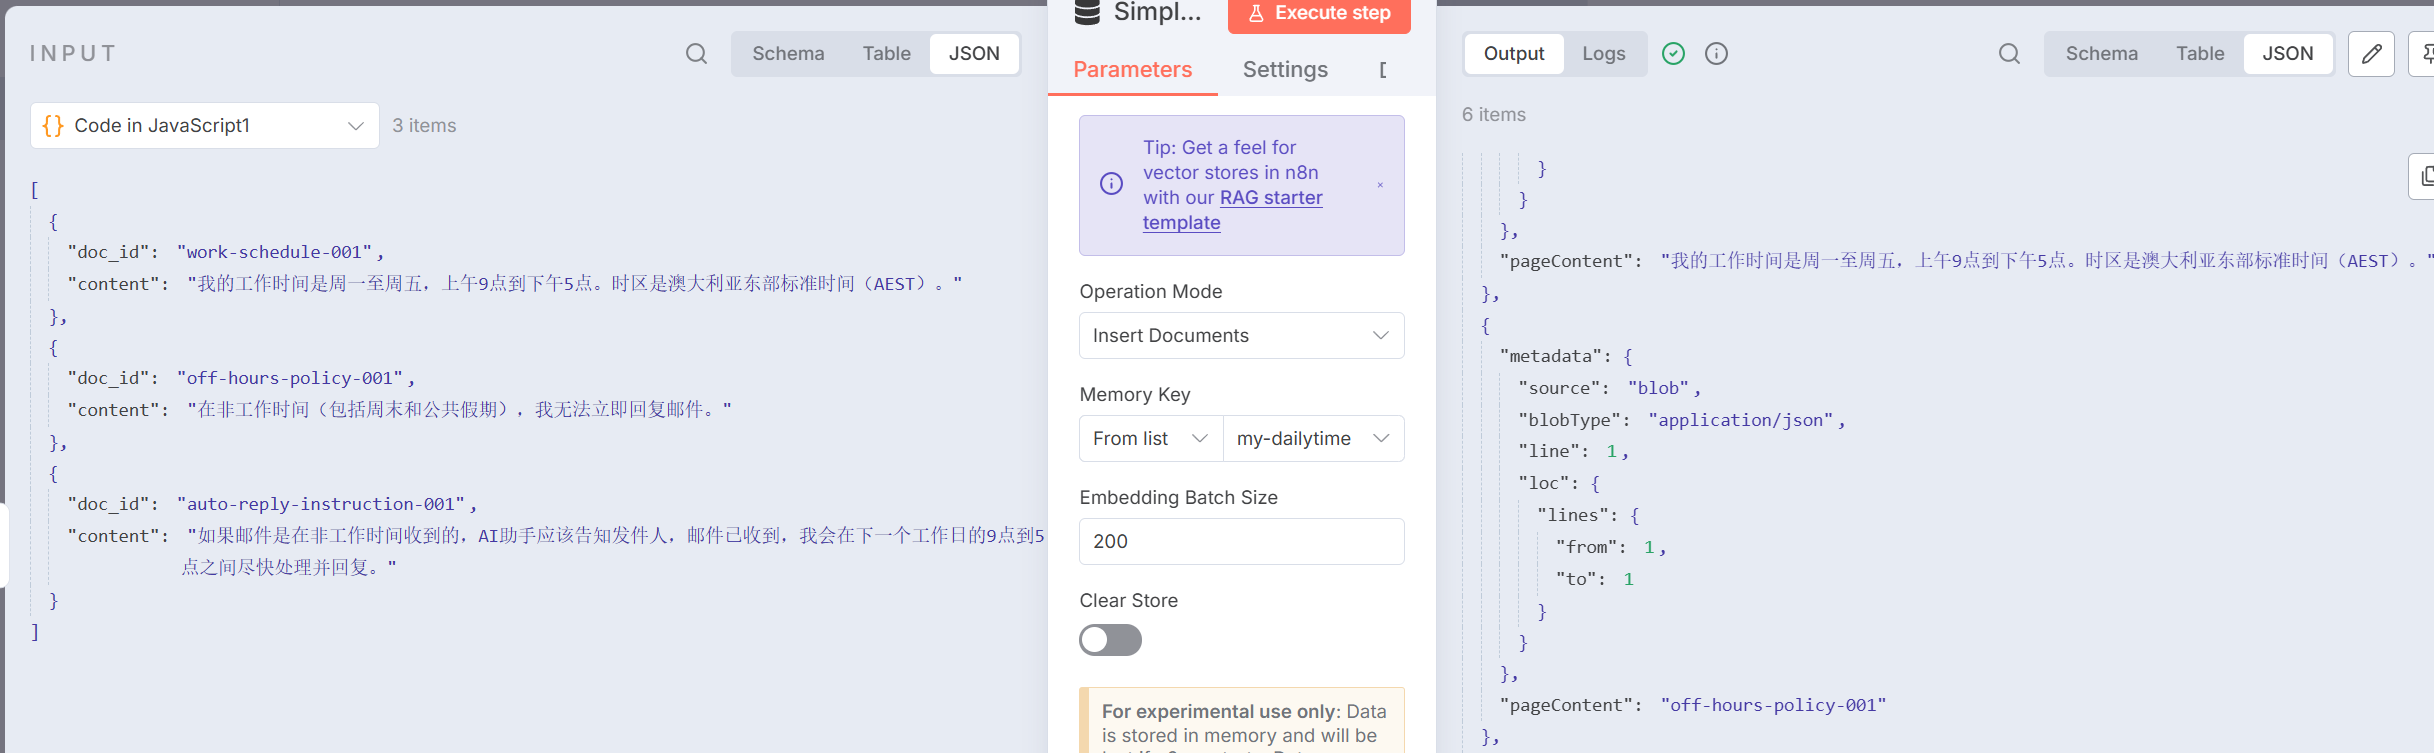 INPUT
Schema Table JSON
Code in JavaScript1
3 items
[
{
"doc_id": "work-schedule-001",
"content": "我的工作时间是周一至周五，上午9点到下午5点。时区是澳大利亚东部标准时间（AEST）。"
},
{
"doc_id": "off-hours-policy-001",
"content": "在非工作时间（包括周末和公共假期），我无法立即回复邮件。"
},
{
"doc_id": "auto-reply-instruction-001",
"content": "如果邮件是在非工作时间收到的，AI助手应该告知发件人，邮件已收到，我会在下一个工作日的9点到5
点之间尽快处理并回复。"
}
]
Simpl...
Execute step
Parameters Settings
Tip: Get a feel for
vector stores in n8n
with our RAG starter
template
Operation Mode
Insert Documents
Memory Key
From list my-dailytime
Embedding Batch Size
200
Clear Store
For experimental use only: Data
is stored in memory and will be
Output Logs
Schema Table JSON
6 items
}
}
},
"pageContent": "我的工作时间是周一至周五，上午9点到下午5点。时区是澳大利亚东部标准时间（AEST）。"
},
{
"metadata": {
"source": "blob",
"blobType": "application/json",
"line": 1,
"loc": {
"lines": {
"from": 1,
"to": 1
}
}
},
"pageContent": "off-hours-policy-001"
},